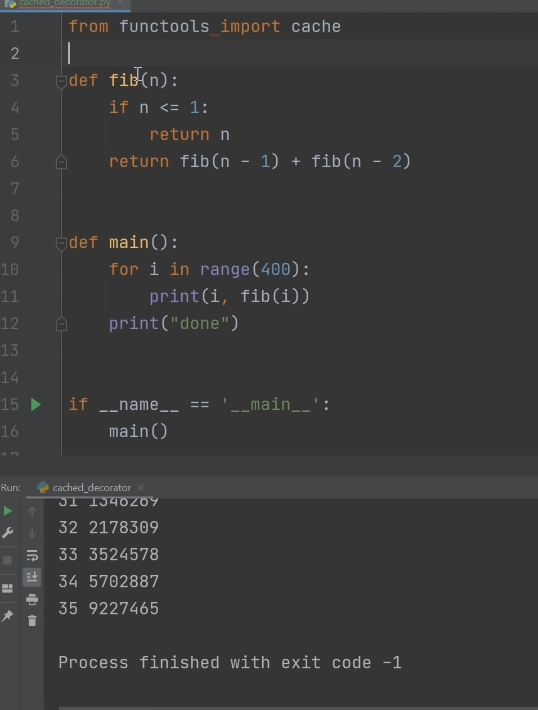 cached_decorator.py
1 from functools import cache
2
3 def fib(n):
4 if n <= 1:
5 return n
6 return fib(n - 1) + fib(n - 2)
7
8
9 def main():
10 for i in range(400):
11 print(i, fib(i))
12 print("done")
13
14
15 if __name__ == '__main__':
16 main()
17
Run: cached_decorator
31 1346269
32 2178309
33 3524578
34 5702887
35 9227465
Process finished with exit code -1